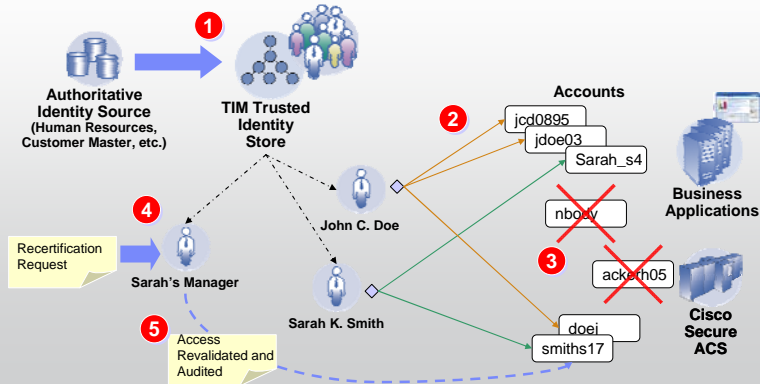 1
Authoritative
Identity Source
(Human Resources,
Customer Master, etc.)
TIM Trusted
Identity
Store
Accounts
2
jcd0895
jdoe03
Sarah_s4
Business
Applications
John C. Doe
nbody
3
ackerh05
4
Recertification
Request
Sarah's Manager
Sarah K. Smith
Cisco
Secure
ACS
5
Access
Revalidated and
Audited
doej
smiths17